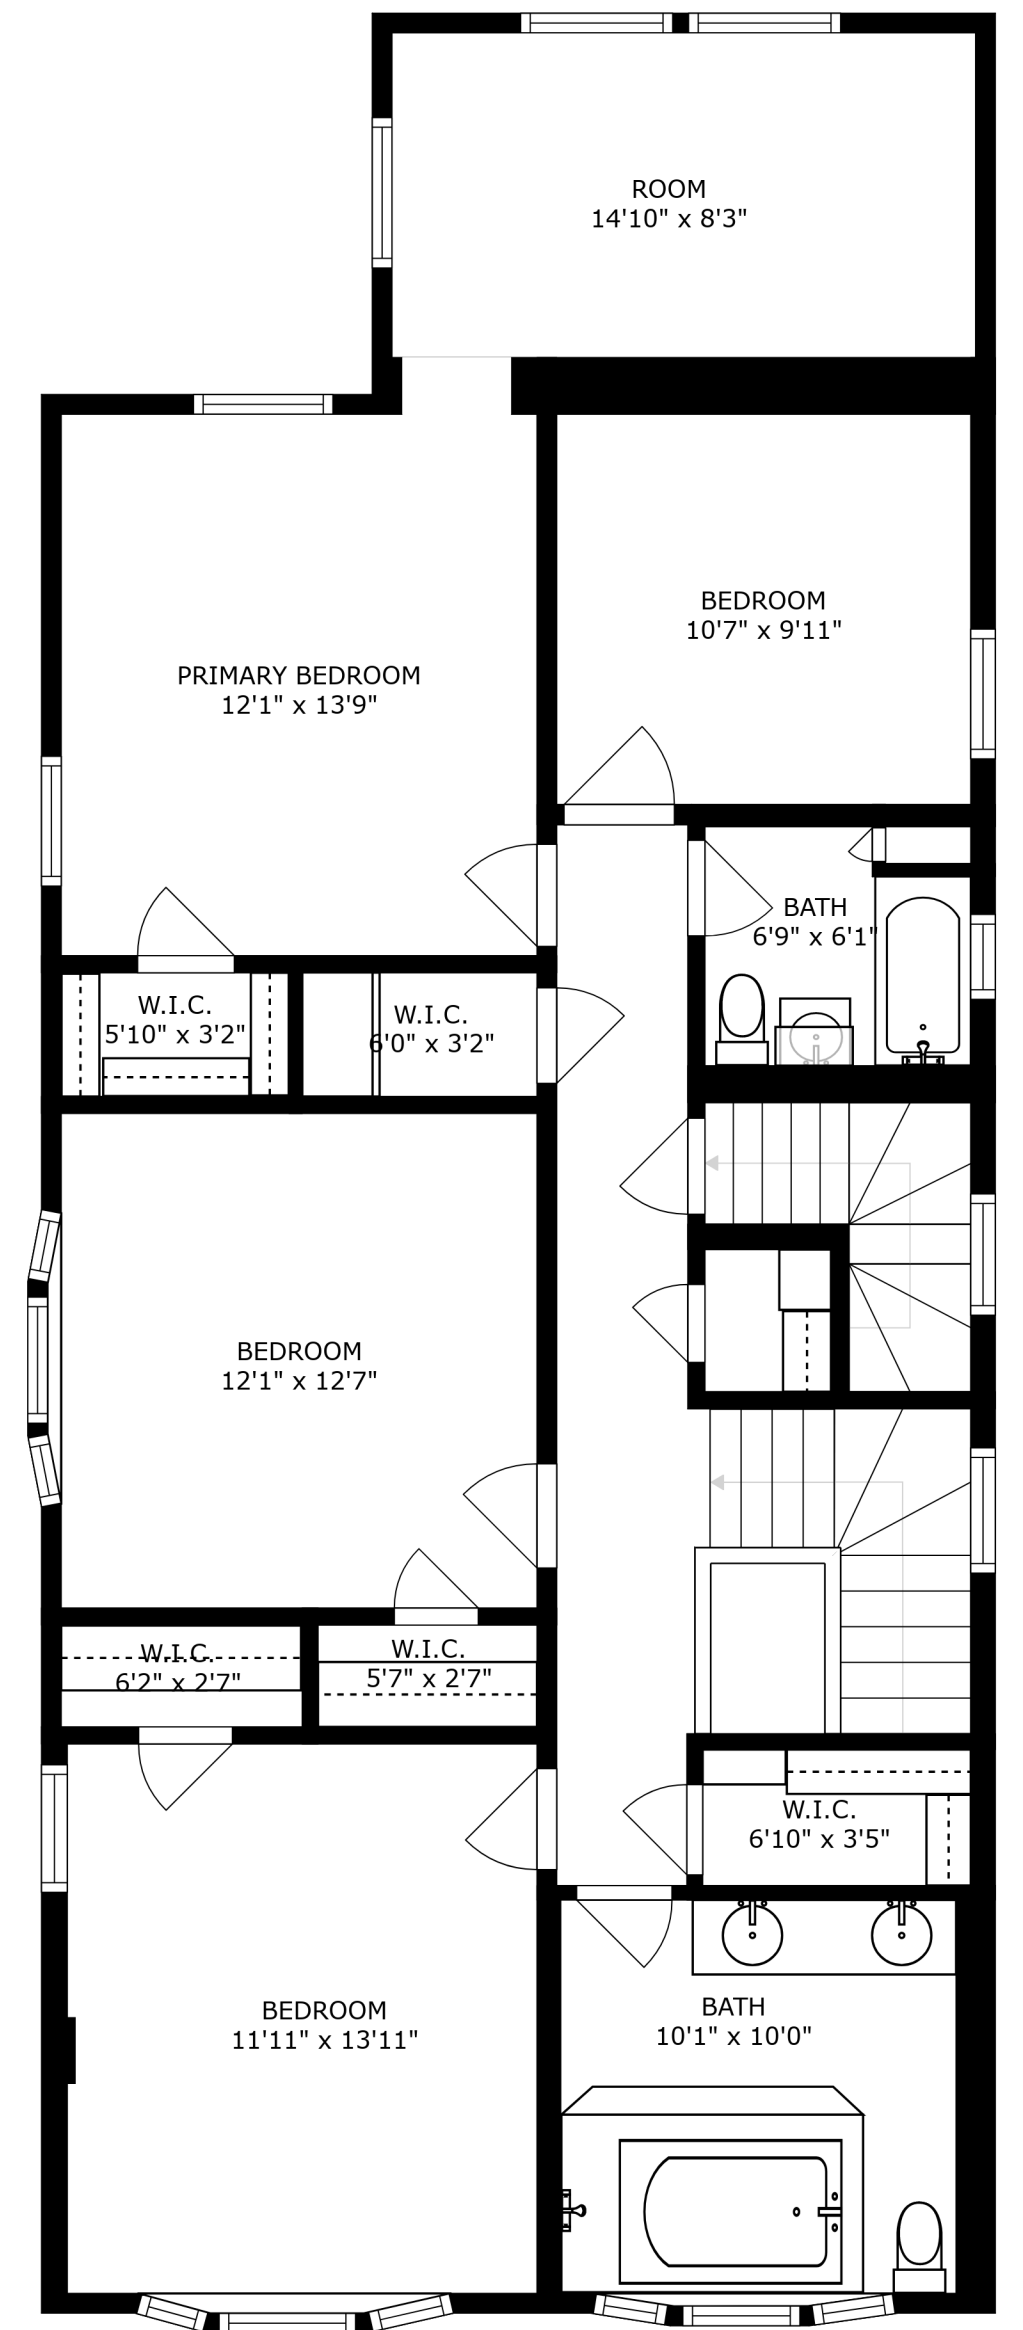 ROOM
14'10" x 8'3"
BEDROOM
10'7" x 9'11"
PRIMARY BEDROOM
12'1" x 13'9"
BATH
6'9" x 6'1"
W.I.C.
5'10" x 3'2"
W.I.C.
6'0" x 3'2"
BEDROOM
12'1" x 12'7"
W.I.C.
6'2" x 2'7"
W.I.C.
5'7" x 2'7"
W.I.C.
6'10" x 3'5"
BEDROOM
11'11" x 13'11"
BATH
10'1" x 10'0"